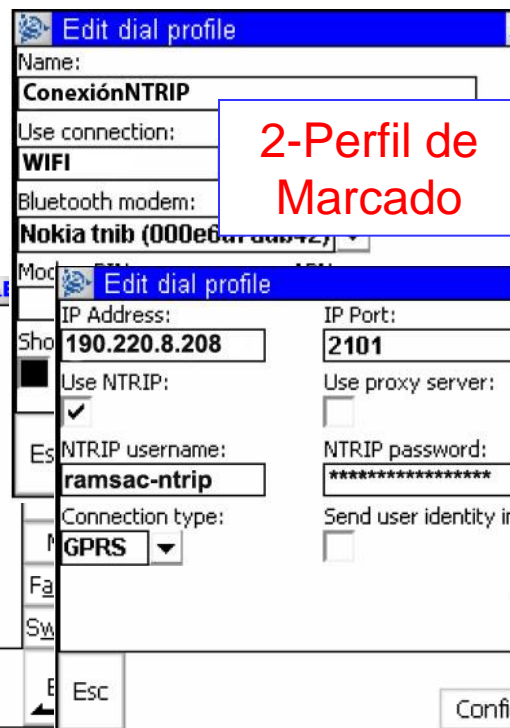 Edit dial profile
Name:
ConexiónNTRIP
Use connection:
WIFI
2-Perfil de
Marcado
Bluetooth modem:
Nokia tnib
Edit dial profile
IP Address: IP Port:
190.220.8.208 2101
Use NTRIP: Use proxy server:
NTRIP username: NTRIP password:
ramsac-ntrip *****************
Connection type: Send user identity
GPRS
Esc